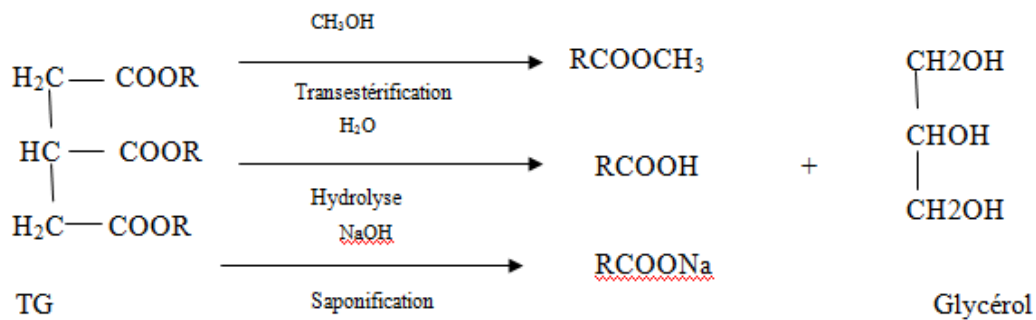 CH₃OH
H₂C — COOR RCOOCH₃ CH2OH
Transestérification
H₂O
HC — COOR RCOOH + CHOH
Hydrolyse
H₂C — COOR CH2OH
NaOH
RCOONa
TG Saponification Glycérol